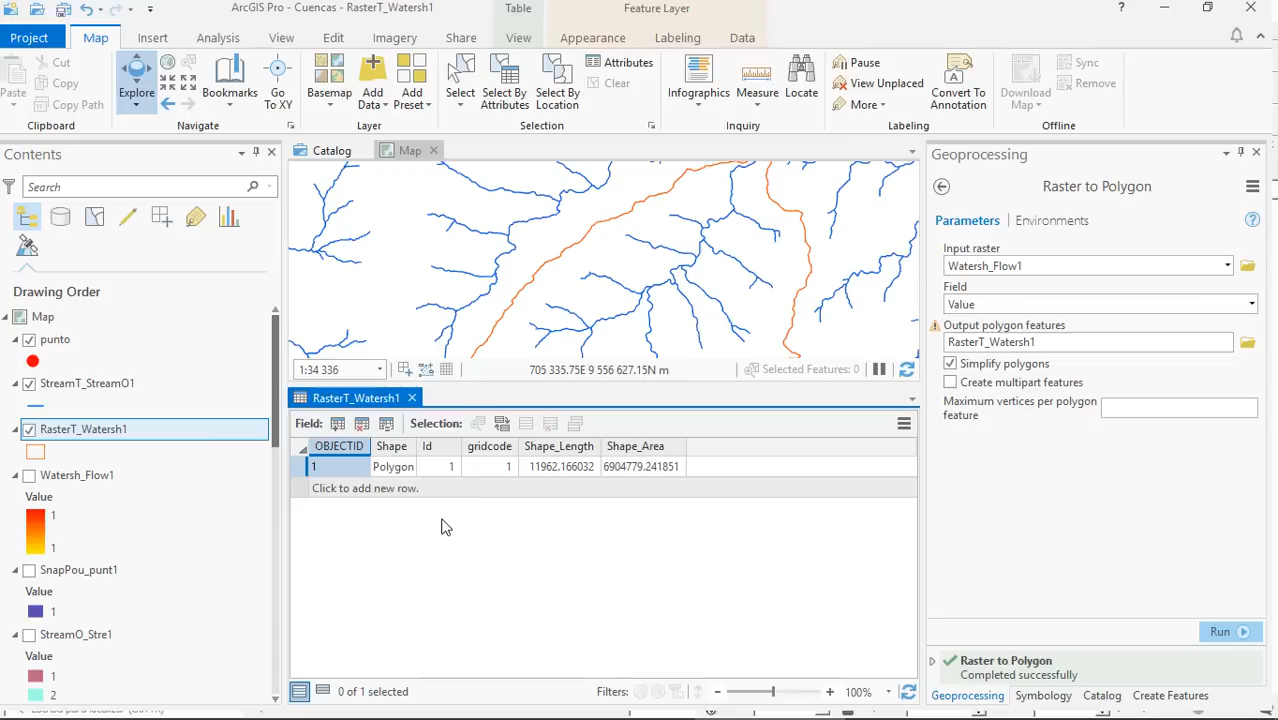 ArcGIS Pro - Cuencas - RasterT_Watersh1
Table
Feature Layer
?
Project
Map
Insert
Analysis
View
Edit
Imagery
Share
View
Appearance
Labeling
Data
Paste
Cut
Copy
Copy Path
Clipboard
Explore
Bookmarks
Go
To XY
Navigate
Basemap
Add
Data
Add
Preset
Layer
Select
Select By
Attributes
Select By
Location
Attributes
Clear
Selection
Infographics
Measure
Locate
Inquiry
Pause
View Unplaced
More
Convert To
Annotation
Labeling
Download
Map
Sync
Remove
Offline
Contents
Search
Drawing Order
Map
punto
StreamT_StreamO1
RasterT_Watersh1
Watersh_Flow1
Value
1
1
SnapPou_punt1
Value
1
StreamO_Stre1
Value
1
2
Catalog
Map
1:34 336
705 335.75E 9 556 627.15N m
Selected Features: 0
RasterT_Watersh1
Field:
Selection:
OBJECTID Shape Id gridcode Shape_Length Shape_Area
1 Polygon 1 1 11962.166032 6904779.241851
Click to add new row.
0 of 1 selected
Filters:
100%
Geoprocessing
Raster to Polygon
Parameters
Environments
?
Input raster
Watersh_Flow1
Field
Value
Output polygon features
RasterT_Watersh1
Simplify polygons
Create multipart features
Maximum vertices per polygon
feature
Run
Raster to Polygon
Completed successfully
Geoprocessing
Symbology
Catalog
Create Features